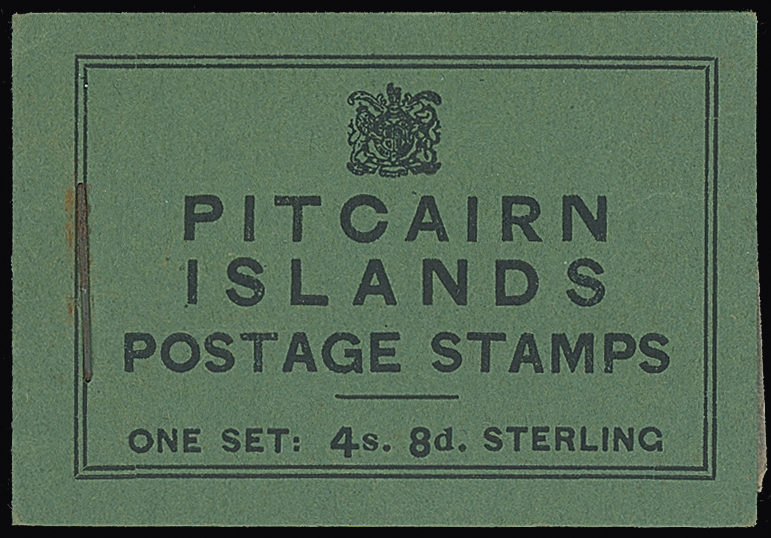 PITCAIRN
ISLANDS
POSTAGE STAMPS
ONE SET: 4s. 8d. STERLING